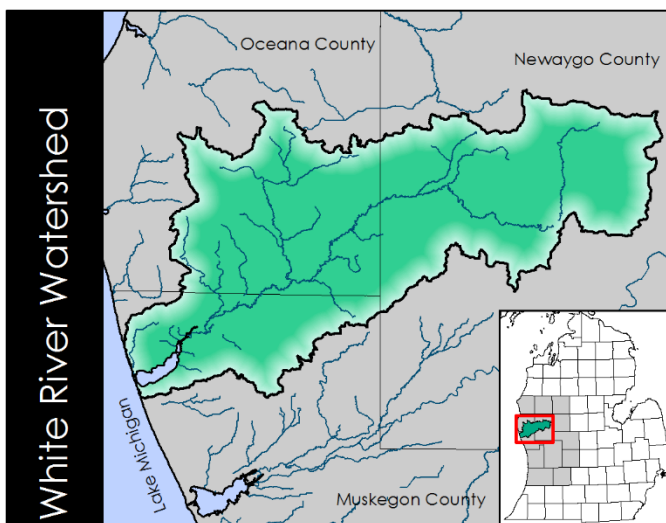 White River Watershed
Oceana County
Newaygo County
Lake Michigan
Muskegon County